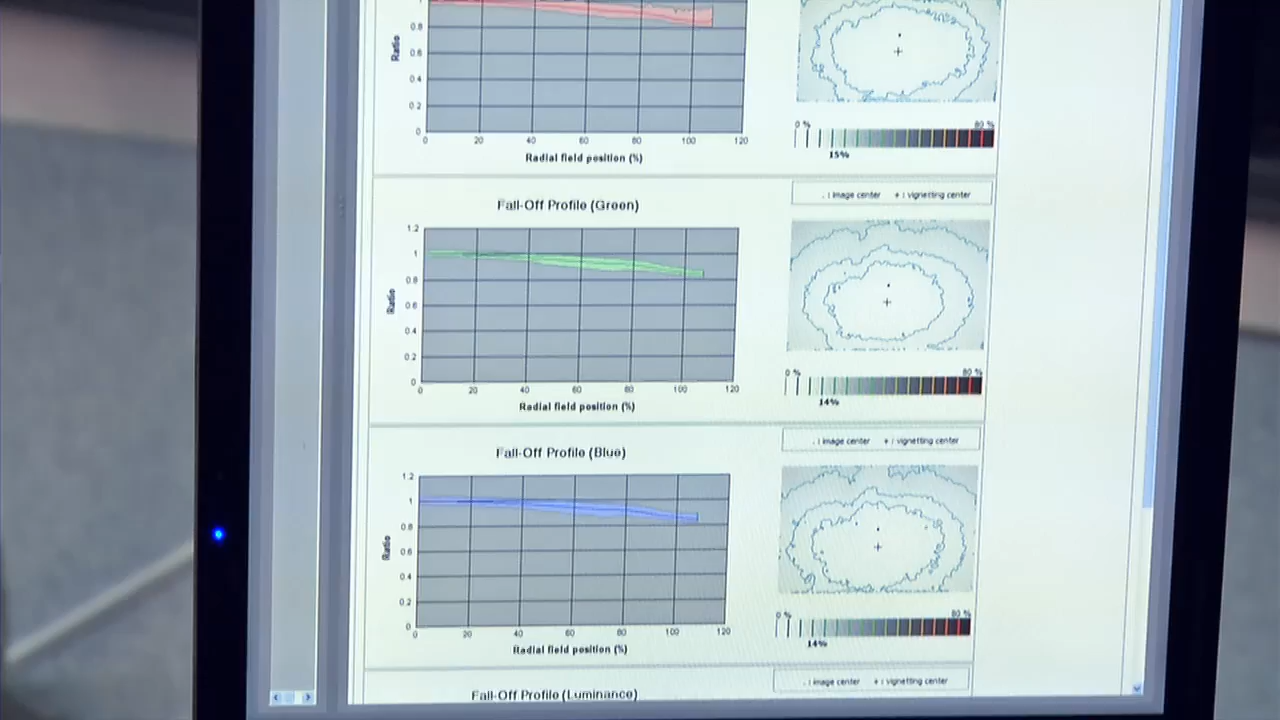 0.8
0.6
0.4
0.2
0
Ratio
0 20 40 60 80 100 120
Radial field position (%)
0 % 80 %
15%
. : image center + : vignetting center
Fall-Off Profile (Green)
1.2
1
0.8
0.6
0.4
0.2
0
Ratio
0 20 40 60 80 100 120
Radial field position (%)
0 % 80 %
14%
. : image center + : vignetting center
Fall-Off Profile (Blue)
1.2
1
0.8
0.6
0.4
0.2
0
Ratio
0 20 40 60 80 100 120
Radial field position (%)
0 % 80 %
14%
. : image center + : vignetting center
Fall-Off Profile (Luminance)